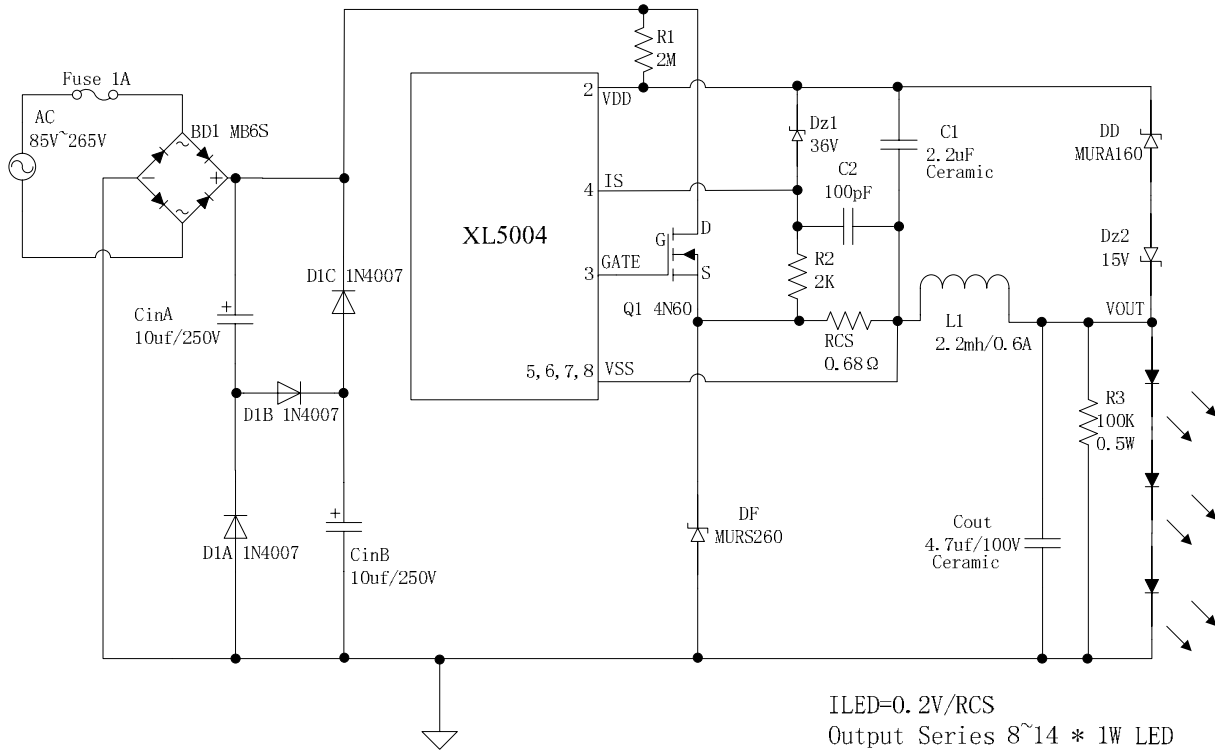 R1
2M
Fuse 1A
AC
85V~265V
BD1 MB6S
2
VDD
Dz1
36V
C1
2.2uF
Ceramic
DD
MURA160
C2
100pF
4
IS
XL5004
G
D
S
3
GATE
R2
2K
Dz2
15V
D1C 1N4007
Q1 4N60
CinA
10uf/250V
+
-
+
~
~
VOUT
L1
2.2mh/0.6A
RCS
0.68Ω
5,6,7,8
VSS
D1B 1N4007
R3
100K
0.5W
+
D1A 1N4007
CinB
10uf/250V
DF
MURS260
Cout
4.7uf/100V
Ceramic
ILED=0.2V/RCS
Output Series 8~14 * 1W LED